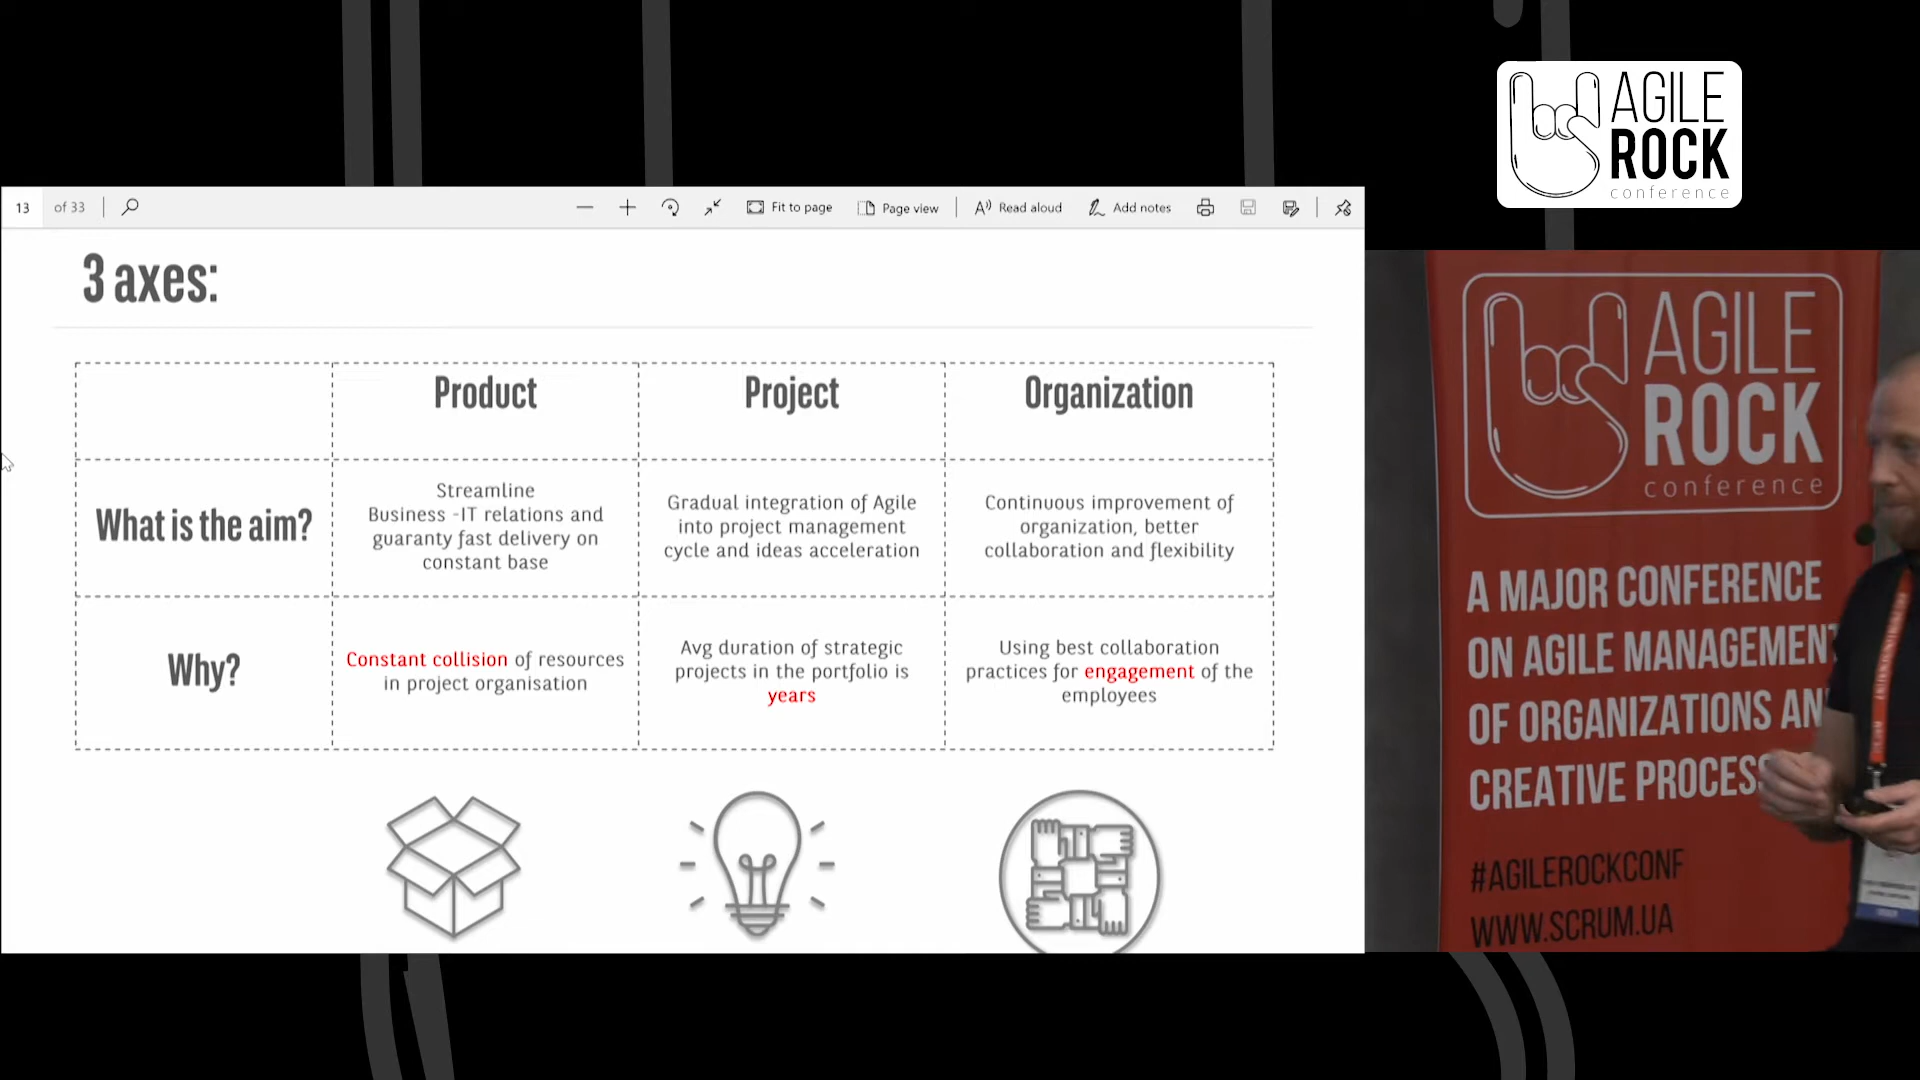 AGILE
ROCK
conference
13 of 33 Fit to page Page view Read aloud Add notes
3 axes:
Product Project Organization
What is the aim?
Streamline
Business -IT relations and
guaranty fast delivery on
constant base
Gradual integration of Agile
into project management
cycle and ideas acceleration
Continuous improvement of
organization, better
collaboration and flexibility
Why?
Constant collision of resources
in project organisation
Avg duration of strategic
projects in the portfolio is
years
Using best collaboration
practices for engagement of the
employees
AGILE
ROCK
conference
A MAJOR CONFERENCE
ON AGILE MANAGEMENT
OF ORGANIZATIONS AN
CREATIVE PROCESS
#AGILEROCKCONF
WWW.SCRUM.UA